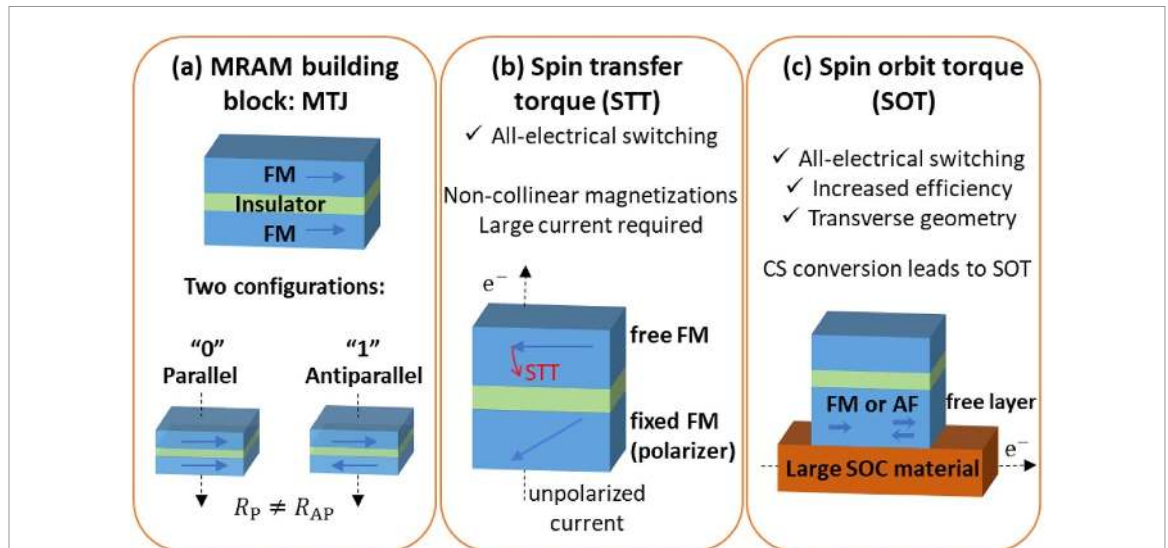 (a) MRAM building
block: MTJ
FM
Insulator
FM
Two configurations:
“0”
Parallel
“1”
Antiparallel
R_P ≠ R_AP
(b) Spin transfer
torque (STT)
✓ All-electrical switching
Non-collinear magnetizations
Large current required
e⁻
free FM
STT
fixed FM
(polarizer)
unpolarized
current
(c) Spin orbit torque
(SOT)
✓ All-electrical switching
✓ Increased efficiency
✓ Transverse geometry
CS conversion leads to SOT
FM or AF
free layer
e⁻
Large SOC material